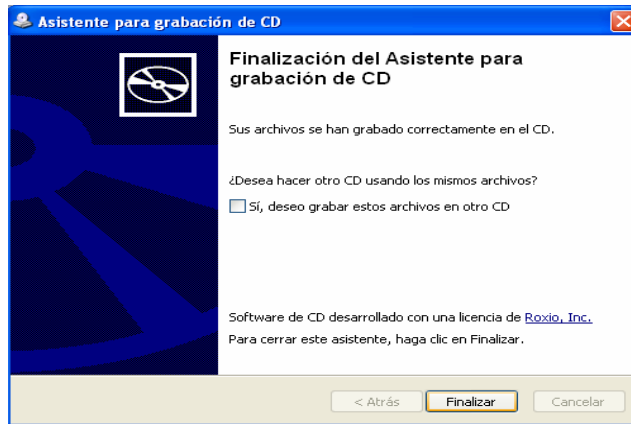 Asistente para grabación de CD
Finalización del Asistente para
grabación de CD
Sus archivos se han grabado correctamente en el CD.
¿Desea hacer otro CD usando los mismos archivos?
Sí, deseo grabar estos archivos en otro CD
Software de CD desarrollado con una licencia de Roxio, Inc.
Para cerrar este asistente, haga clic en Finalizar.
< Atrás Finalizar Cancelar